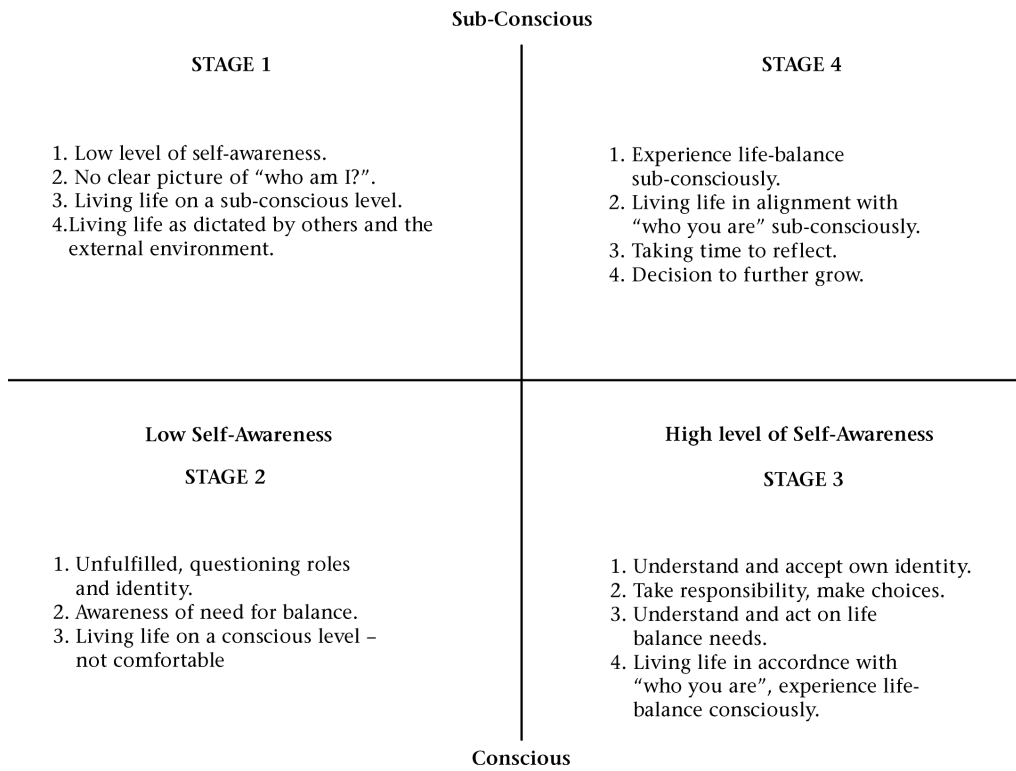 Sub-Conscious
STAGE 1
1. Low level of self-awareness.
2. No clear picture of “who am I?”.
3. Living life on a sub-conscious level.
4.Living life as dictated by others and the
external environment.
STAGE 4
1. Experience life-balance
sub-consciously.
2. Living life in alignment with
“who you are” sub-consciously.
3. Taking time to reflect.
4. Decision to further grow.
Low Self-Awareness
STAGE 2
1. Unfulfilled, questioning roles
and identity.
2. Awareness of need for balance.
3. Living life on a conscious level –
not comfortable
High level of Self-Awareness
STAGE 3
1. Understand and accept own identity.
2. Take responsibility, make choices.
3. Understand and act on life
balance needs.
4. Living life in accordnce with
“who you are”, experience life-
balance consciously.
Conscious